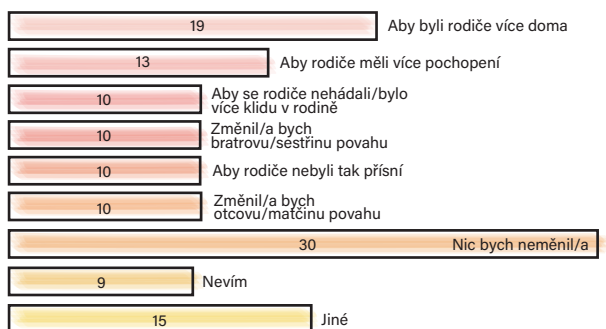 19 Aby byli rodiče více doma
13 Aby rodiče měli více pochopení
10 Aby se rodiče nehádali/bylo
více klidu v rodině
10 Změnil/a bych
bratrovu/sestřinu povahu
10 Aby rodiče nebyli tak přísní
10 Změnil/a bych
otcovu/matčinu povahu
30 Nic bych neměnil/a
9 Nevím
15 Jiné